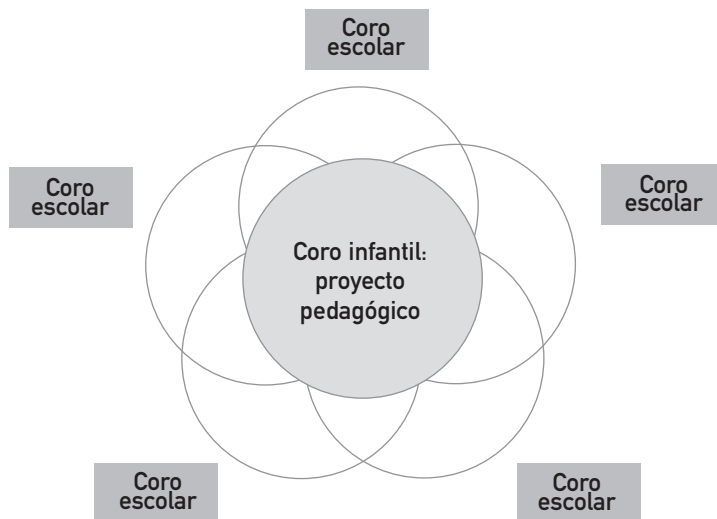 Coro
escolar
Coro
escolar
Coro
escolar
Coro infantil:
proyecto
pedagógico
Coro
escolar
Coro
escolar